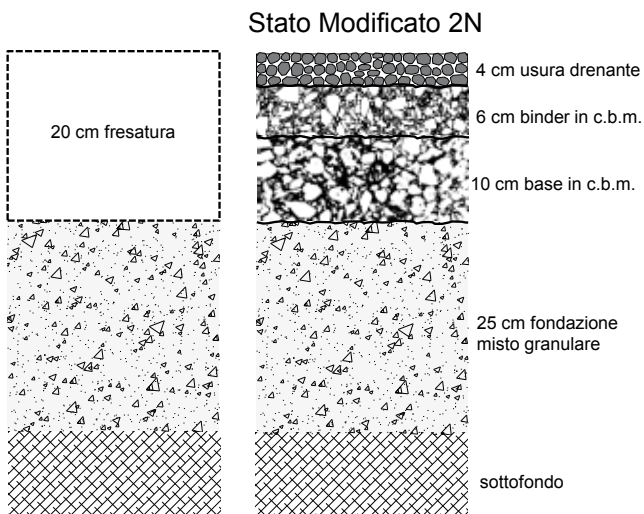 Stato Modificato 2N
20 cm fresatura
4 cm usura drenante
6 cm binder in c.b.m.
10 cm base in c.b.m.
25 cm fondazione
misto granulare
sottofondo